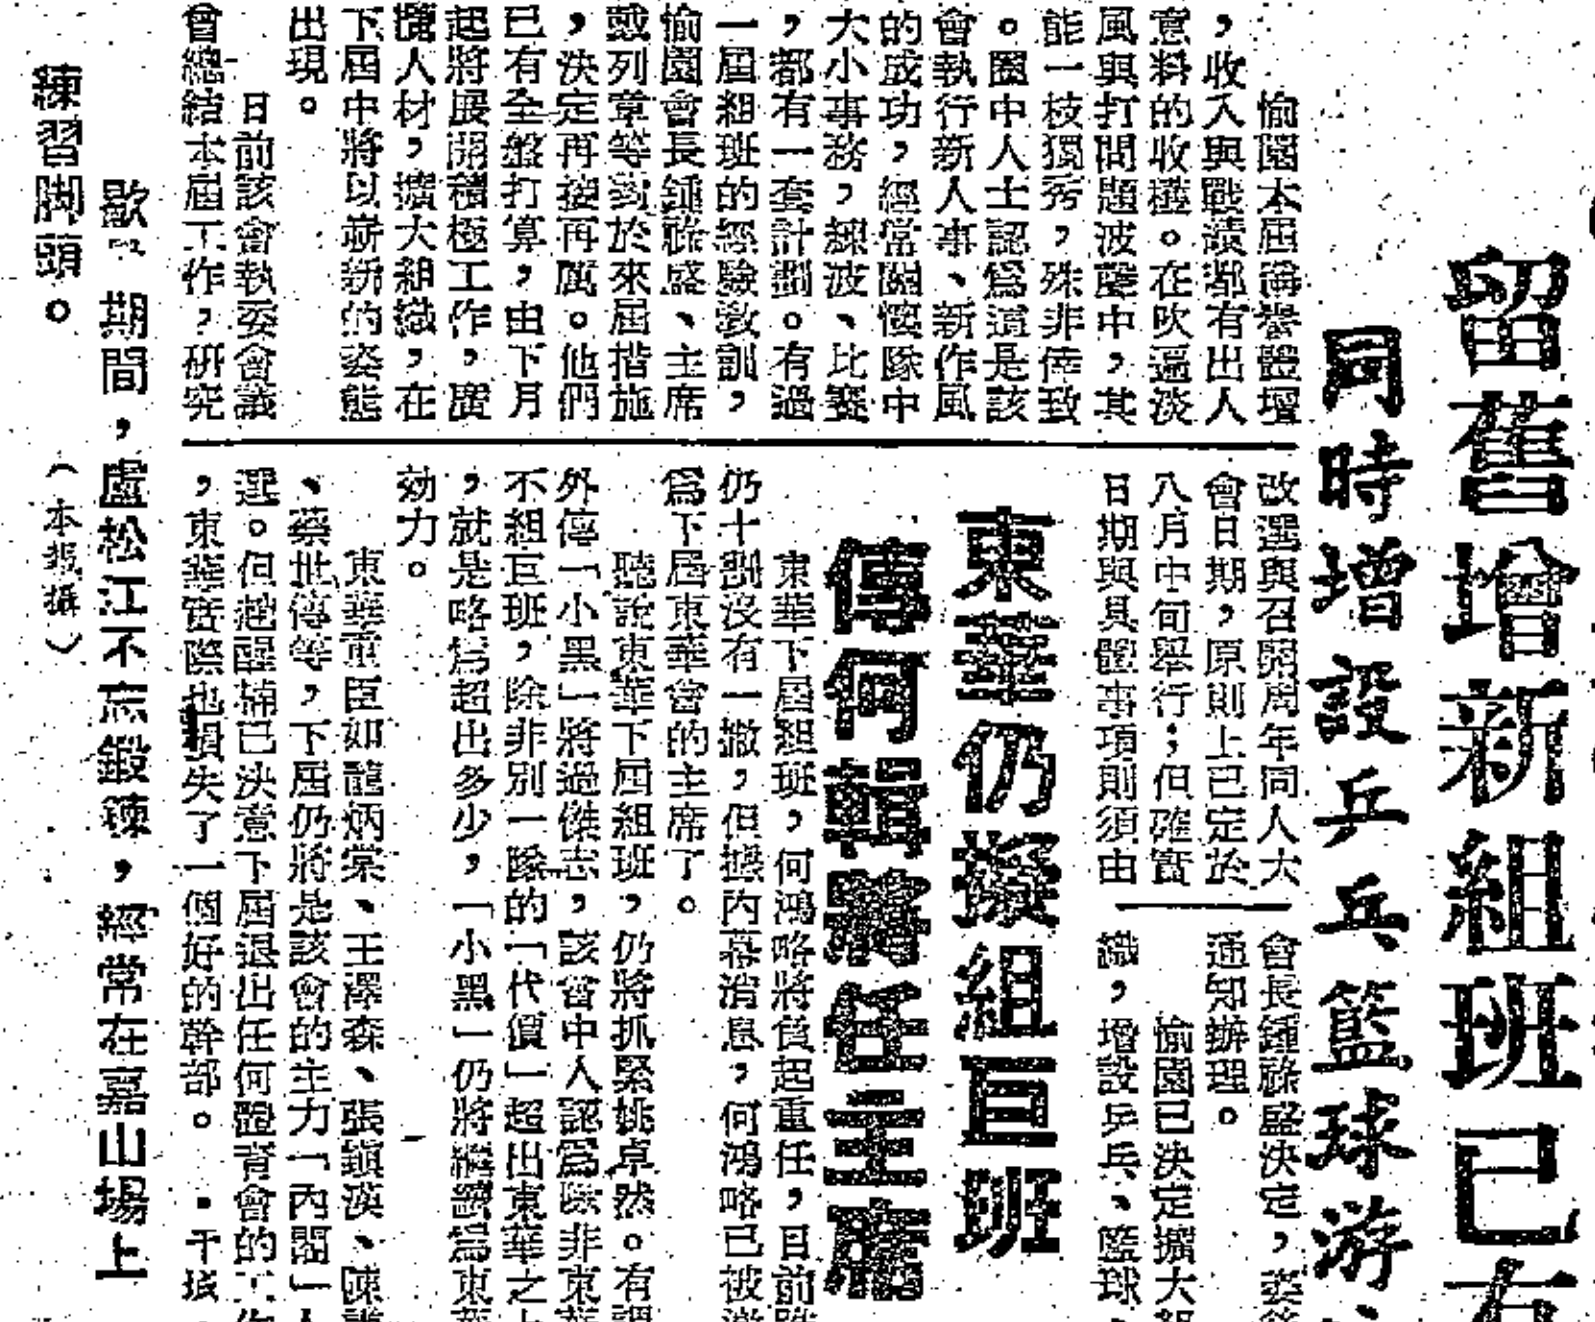 留舊增新組班已有
同時增設乒乓籃球游
愉園本屆海譽體壇
，收入與戰績都有出人
意料的收穫。在吹遍淡
風與打問題波聲中，其
能一枝獨秀，殊非倖致
。圈中人士認爲這是該
會執行新人事、新作風
的成功，經常關懷隊中
大小事務，練波、比賽
，都有一套計劃。有過
一屆組班的經驗教訓，
愉園會長鍾祿盛、主席
戴列章等對於來屆措施
，決定再接再厲。他們
已有全盤打算，由下月
起將展開積極工作，廣
攬人材，擴大組織，在
下屆中將以嶄新的姿態
出現。
日前該會執委會議
曾總結本屆工作，研究
改選與召開周年同人大
會日期，原則上已定於
八月中旬舉行；但確實
日期與具體事項則須由
會長鍾祿盛決定，委
通知辦理。
愉園已決定擴大組
織，增設乒乓、籃球、
東華仍擬組巨班
傳何鴻略任主席
東華下屆組班，何鴻略將負起重任，目前
仍十劃沒有一撇，但據內幕消息，何鴻略已被
爲下屆東華會的主席了。
聽說東華下屆組班，仍將抓緊挑卓然。有謂
外傳「小黑」將過傑志，該會中人認爲除非東華
不組巨班，除非別一隊的「代價」超出東華之上
，就是略爲超出多少，「小黑」仍將繼續爲東華
効力。
東華重臣如龍炳棠、王澤森、張鎮漢、陳
、蔡世傳等，下屆仍將是該會的主力「內閣」人
選。但趙醒楠已決意下屆退出任何體育會的工作
，東華實際也損失了一個好的幹部。・干垓
歇 期間，盧松江不忘鍛鍊，經常在嘉山場上
練習脚頭。 （本報攝）